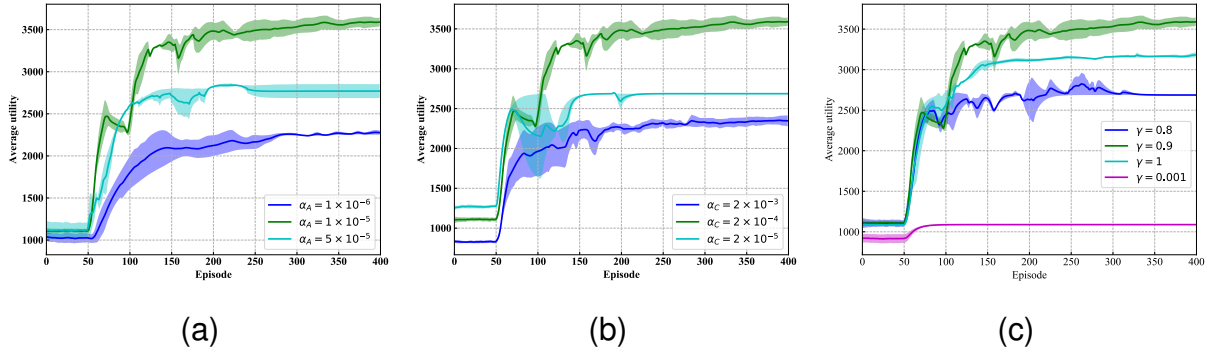 3500
3000
2500
2000
1500
1000
Average utility
0 50 100 150 200 250 300 350 400
Episode
α_A = 1 × 10⁻⁶
α_A = 1 × 10⁻⁵
α_A = 5 × 10⁻⁵
(a)
3500
3000
2500
2000
1500
1000
Average utility
0 50 100 150 200 250 300 350 400
Episode
α_C = 2 × 10⁻³
α_C = 2 × 10⁻⁴
α_C = 2 × 10⁻⁵
(b)
4000
3500
3000
2500
2000
1500
1000
Average utility
0 50 100 150 200 250 300 350 400
Episode
γ = 0.8
γ = 0.9
γ = 1
γ = 0.001
(c)